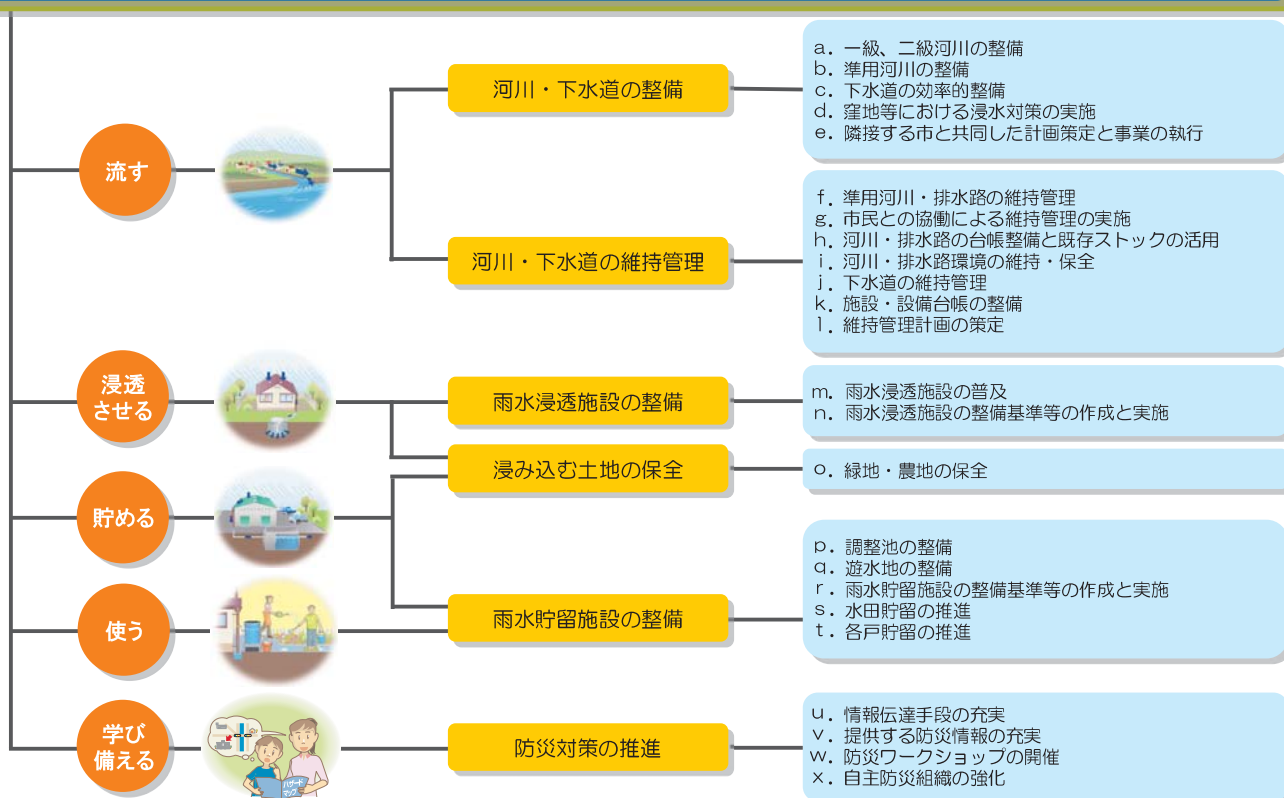 流す
河川・下水道の整備
a．一級、二級河川の整備
b．準用河川の整備
c．下水道の効率的整備
d．窪地等における浸水対策の実施
e．隣接する市と共同した計画策定と事業の執行
河川・下水道の維持管理
f．準用河川・排水路の維持管理
g．市民との協働による維持管理の実施
h．河川・排水路の台帳整備と既存ストックの活用
i．河川・排水路環境の維持・保全
j．下水道の維持管理
k．施設・設備台帳の整備
l．維持管理計画の策定
浸透
させる
雨水浸透施設の整備
m．雨水浸透施設の普及
n．雨水浸透施設の整備基準等の作成と実施
浸み込む土地の保全
o．緑地・農地の保全
貯める
使う
雨水貯留施設の整備
p．調整池の整備
q．遊水地の整備
r．雨水貯留施設の整備基準等の作成と実施
s．水田貯留の推進
t．各戸貯留の推進
学び
備える
ハザード
マップ
防災対策の推進
u．情報伝達手段の充実
v．提供する防災情報の充実
w．防災ワークショップの開催
x．自主防災組織の強化